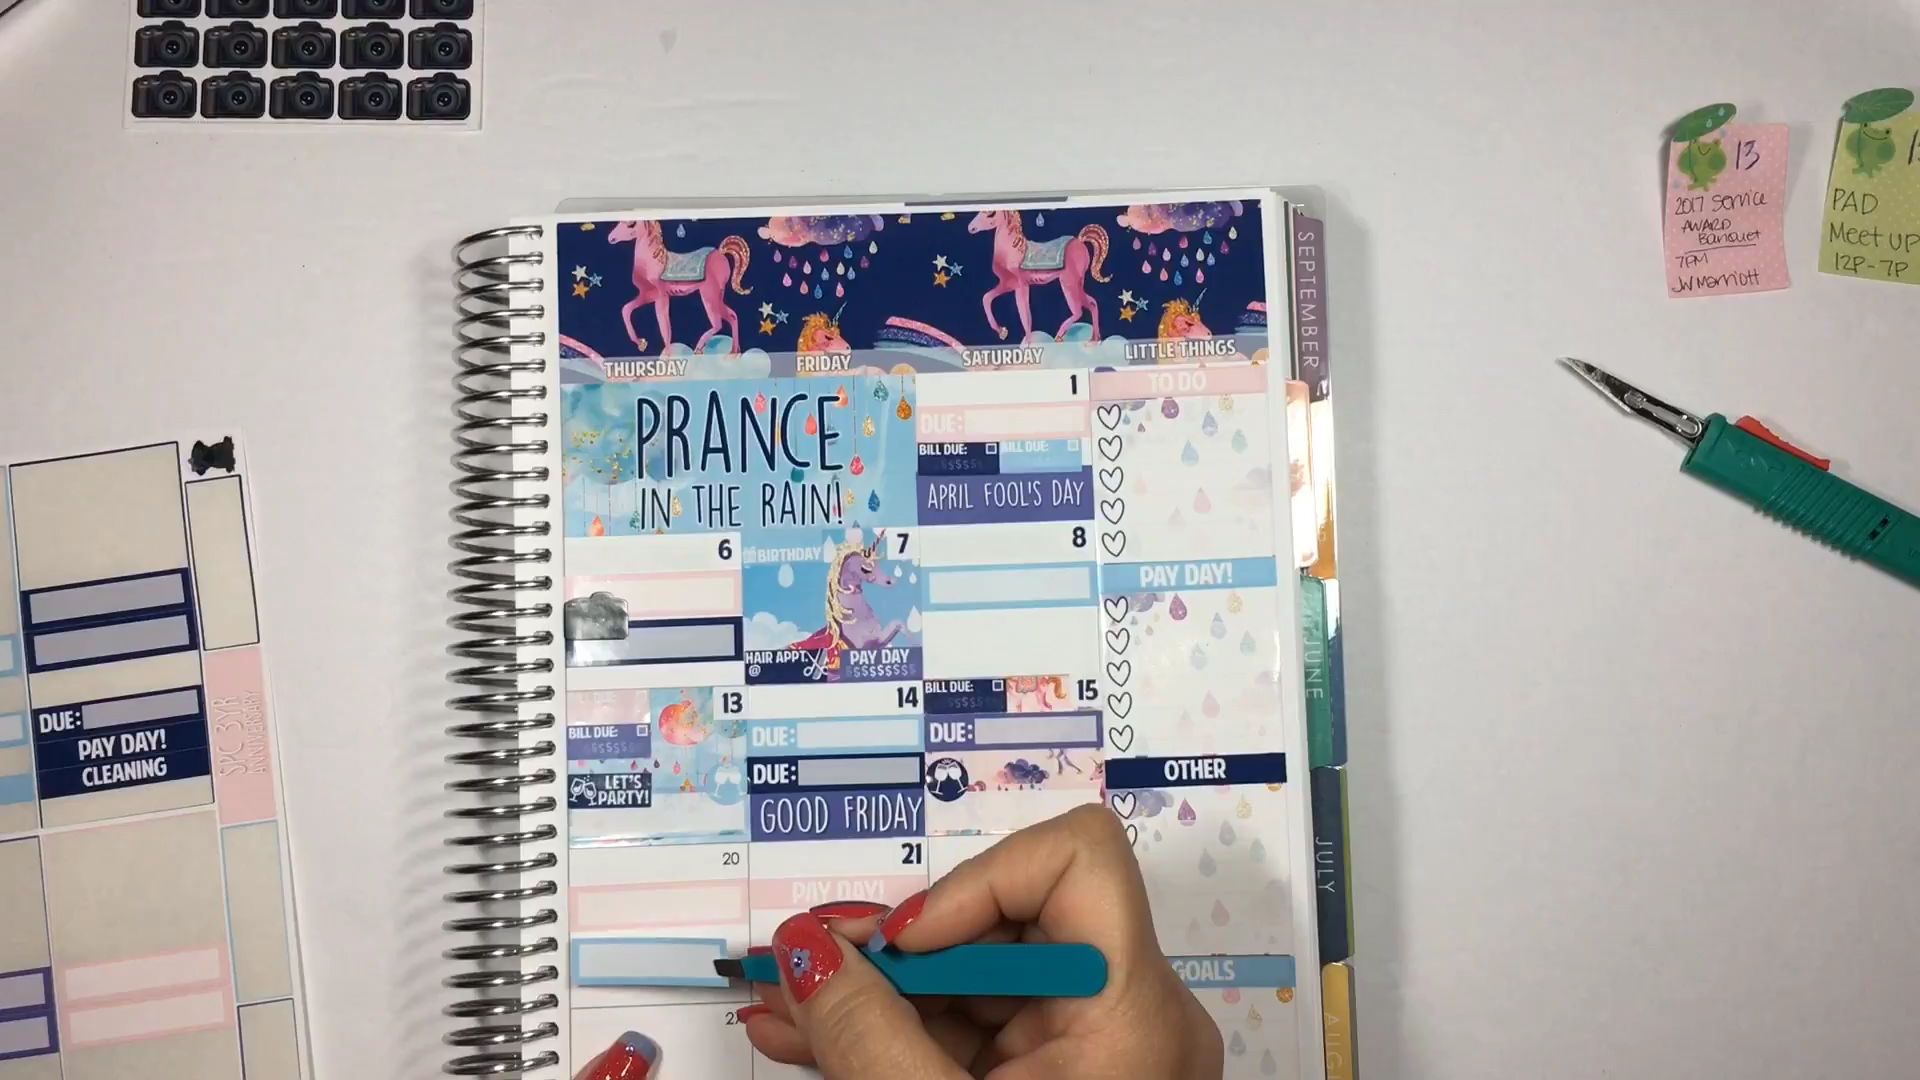 THURSDAY
FRIDAY
SATURDAY
LITTLE THINGS
PRANCE
IN THE RAIN!
1
DUE:
BILL DUE:
$$$$$
BILL DUE:
APRIL FOOL'S DAY
TO DO
6
BIRTHDAY
7
HAIR APPT.
@
PAY DAY
$$$$$$$$
8
PAY DAY!
13
BILL DUE:
$$$$$
LET'S
PARTY!
14
DUE:
DUE:
GOOD FRIDAY
BILL DUE:
$$$$$
15
DUE:
OTHER
20
21
PAY DAY!
GOALS
SEPTEMBER
JUNE
JULY
DUE:
PAY DAY!
CLEANING
SPC 3YR
ANNIVERSARY
13
2017 Service
AWARD
Banquet
7PM
JW Marriott
PAD
Meet up
12P-7P